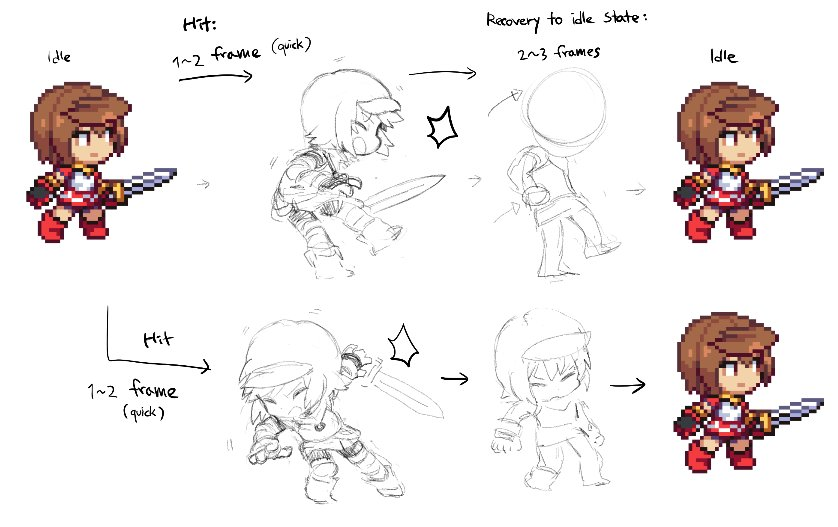 Hit:
Recovery to idle state:
Idle
1~2 frame (quick)
2~3 frames
Idle
Hit
1~2 frame
(quick)